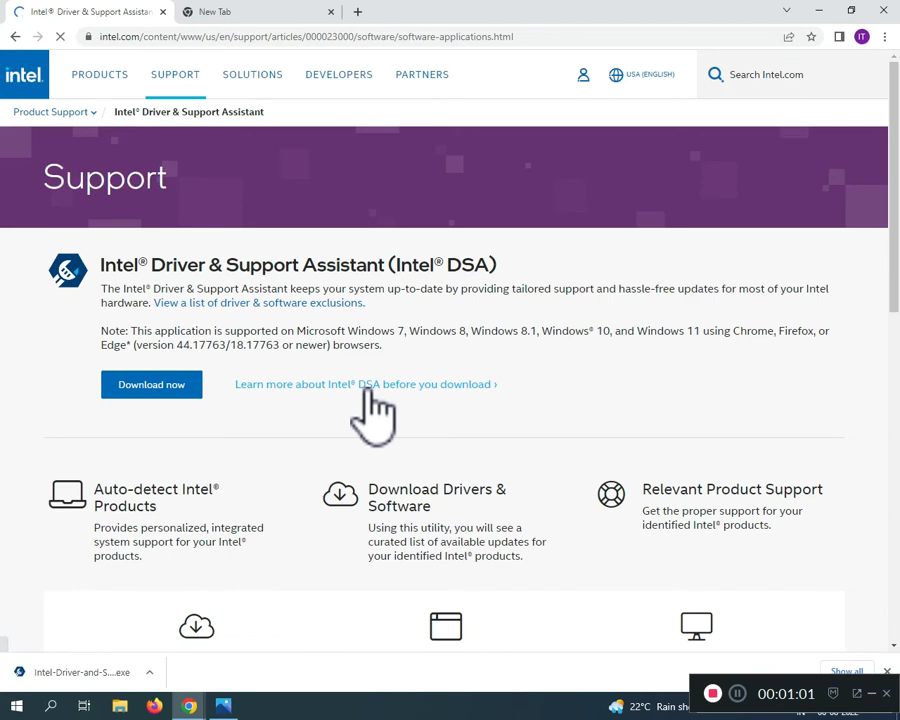 Intel® Driver & Support Assistant
New Tab
intel.com/content/www/us/en/support/articles/000023000/software/software-applications.html
IT
intel. PRODUCTS SUPPORT SOLUTIONS DEVELOPERS PARTNERS USA (ENGLISH) Search Intel.com
Product Support / Intel® Driver & Support Assistant
Support
Intel® Driver & Support Assistant (Intel® DSA)
The Intel® Driver & Support Assistant keeps your system up-to-date by providing tailored support and hassle-free updates for most of your Intel
hardware. View a list of driver & software exclusions.
Note: This application is supported on Microsoft Windows 7, Windows 8, Windows 8.1, Windows® 10, and Windows 11 using Chrome, Firefox, or
Edge* (version 44.17763/18.17763 or newer) browsers.
Download now
Learn more about Intel® DSA before you download ›
Auto-detect Intel®
Products
Provides personalized, integrated
system support for your Intel®
products.
Download Drivers &
Software
Using this utility, you will see a
curated list of available updates for
your identified Intel® products.
Relevant Product Support
Get the proper support for your
identified Intel® products.
Intel-Driver-and-S....exe
Show all
00:01:01
22°C Rain